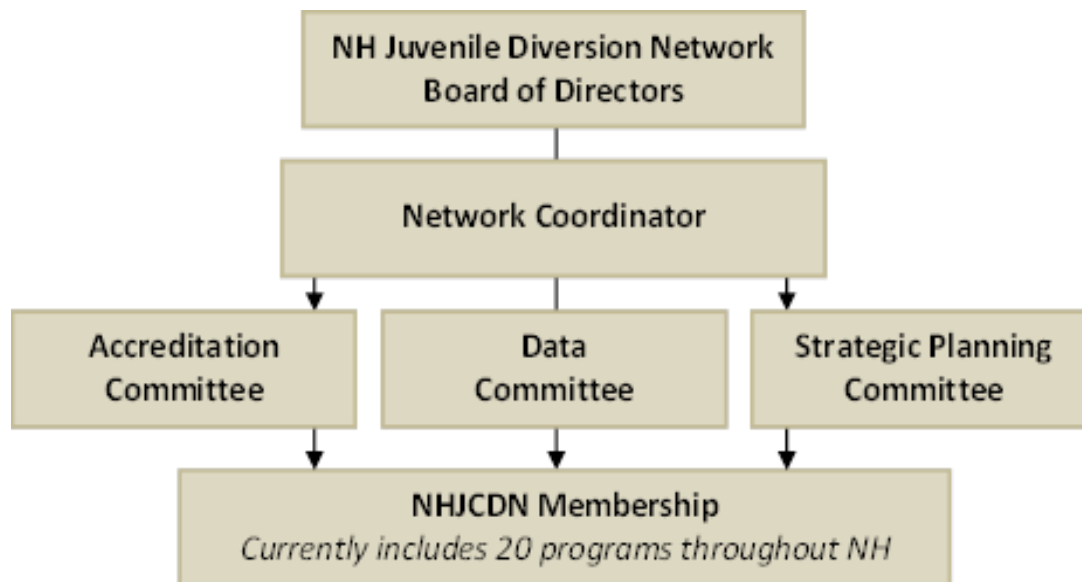 NH Juvenile Diversion Network
Board of Directors
Network Coordinator
Accreditation
Committee
Data
Committee
Strategic Planning
Committee
NHJCDN Membership
Currently includes 20 programs throughout NH